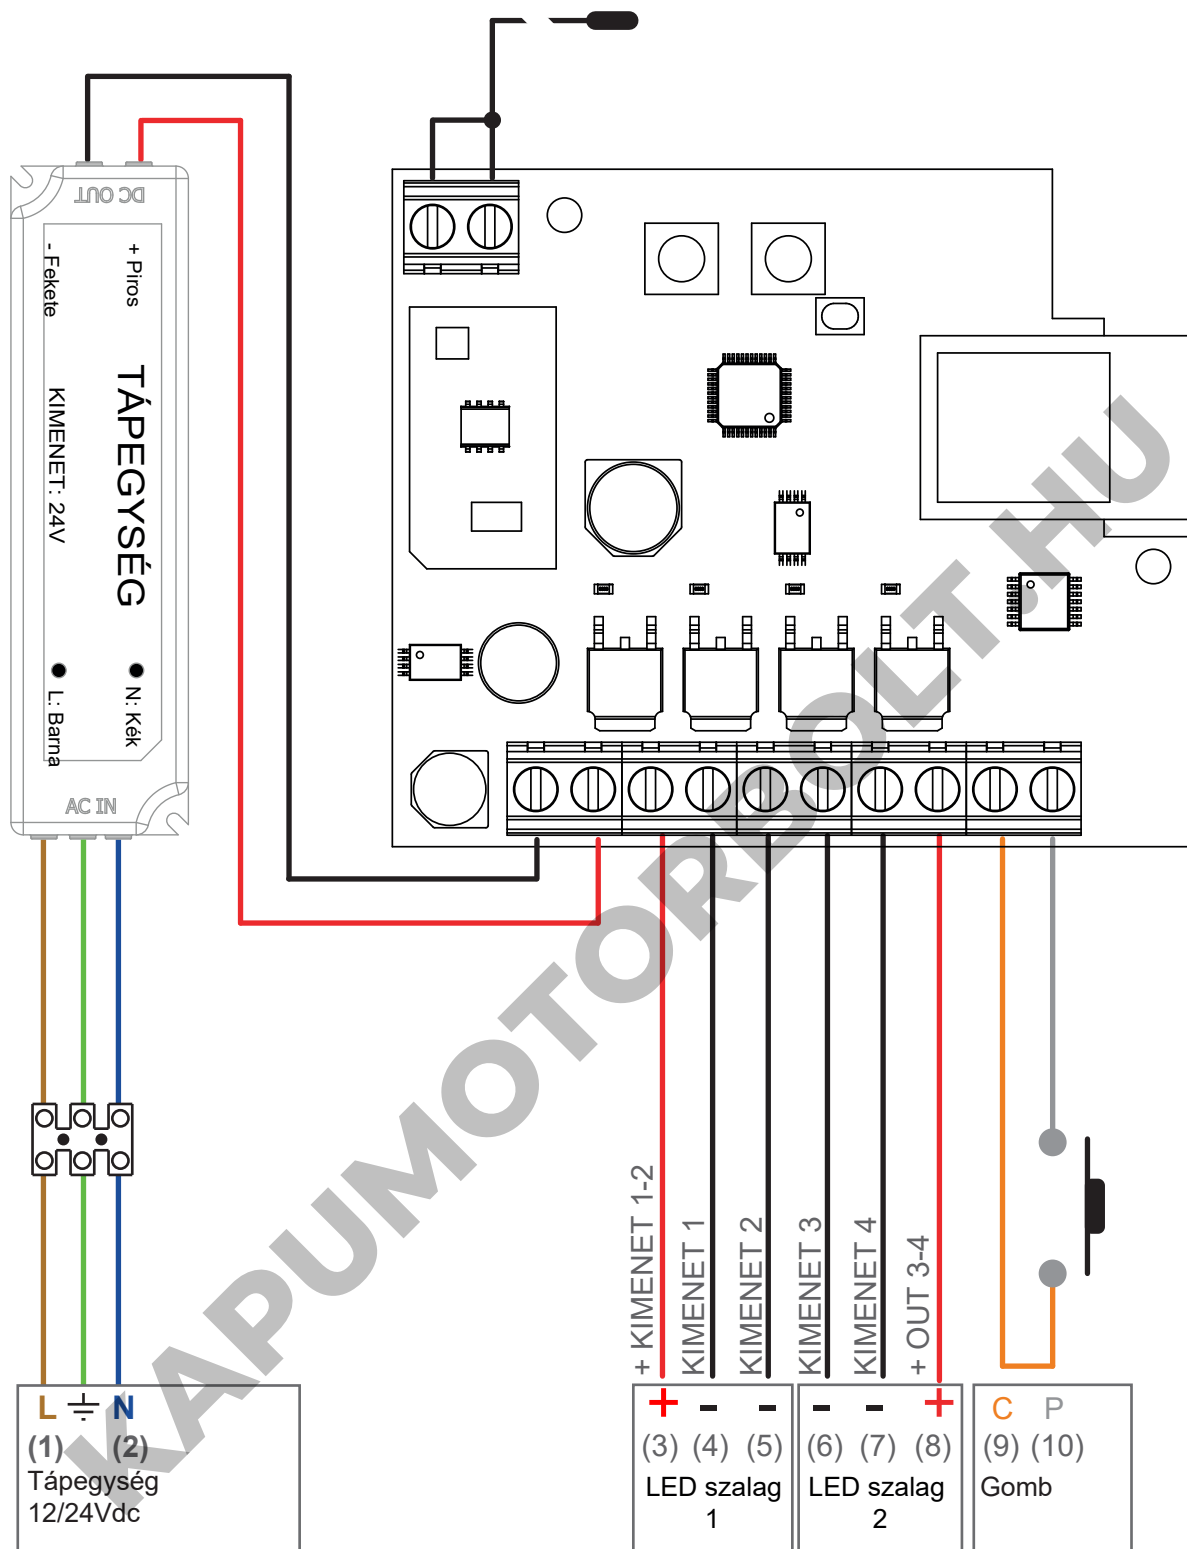 DC OUT
- Fekete
+ Piros
TÁPEGYSÉG
KIMENET: 24V
L: Barna
N: Kék
AC IN
+ KIMENET 1-2
KIMENET 1
KIMENET 2
KIMENET 3
KIMENET 4
+ OUT 3-4
L N
(1) (2)
Tápegység
12/24Vdc
+ - -
(3) (4) (5)
LED szalag
1
- - +
(6) (7) (8)
LED szalag
2
C P
(9) (10)
Gomb
KAPUMOTORBOLT.HU